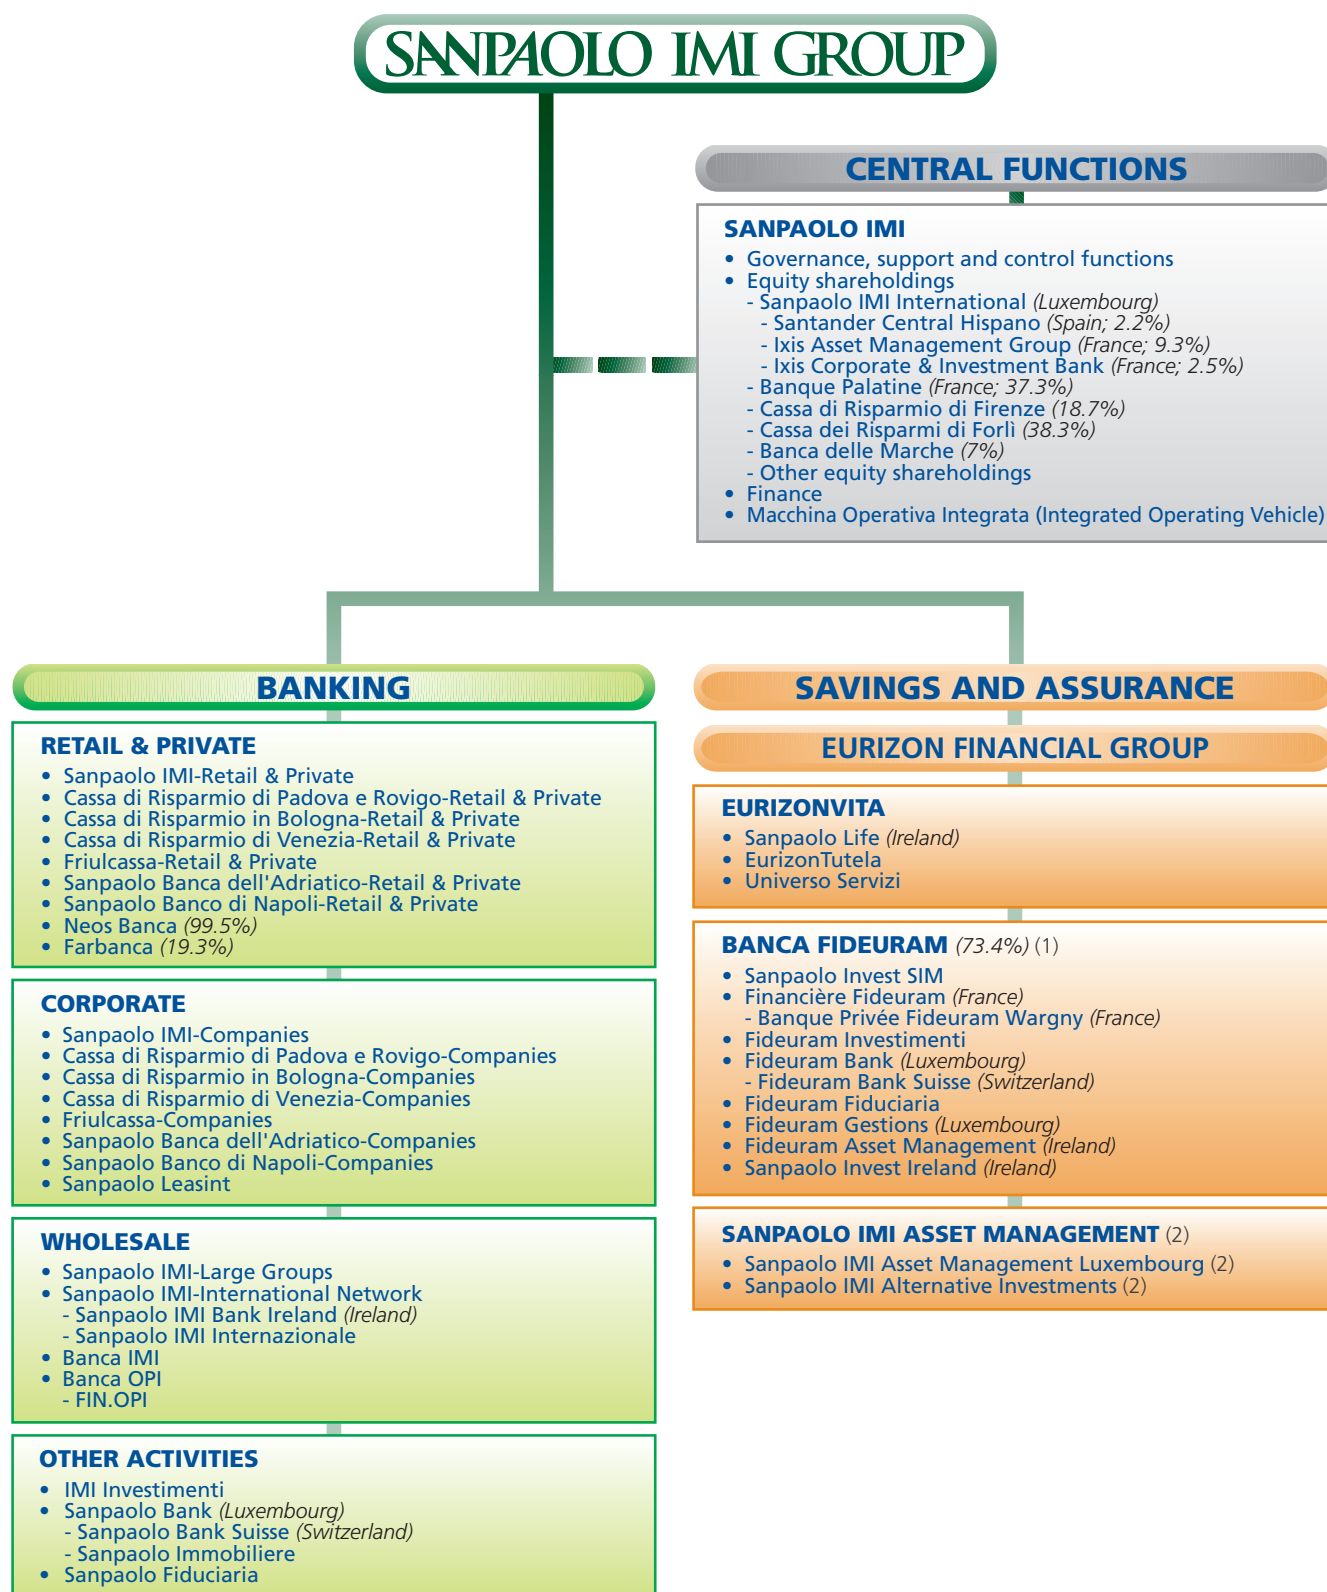 SANPAOLO IMI GROUP
CENTRAL FUNCTIONS
SANPAOLO IMI
• Governance, support and control functions
• Equity shareholdings
- Sanpaolo IMI International (Luxembourg)
- Santander Central Hispano (Spain; 2.2%)
- Ixis Asset Management Group (France; 9.3%)
- Ixis Corporate & Investment Bank (France; 2.5%)
- Banque Palatine (France; 37.3%)
- Cassa di Risparmio di Firenze (18.7%)
- Cassa dei Risparmi di Forlì (38.3%)
- Banca delle Marche (7%)
- Other equity shareholdings
• Finance
• Macchina Operativa Integrata (Integrated Operating Vehicle)
BANKING
RETAIL & PRIVATE
• Sanpaolo IMI-Retail & Private
• Cassa di Risparmio di Padova e Rovigo-Retail & Private
• Cassa di Risparmio in Bologna-Retail & Private
• Cassa di Risparmio di Venezia-Retail & Private
• Friulcassa-Retail & Private
• Sanpaolo Banca dell'Adriatico-Retail & Private
• Sanpaolo Banco di Napoli-Retail & Private
• Neos Banca (99.5%)
• Farbanca (19.3%)
CORPORATE
• Sanpaolo IMI-Companies
• Cassa di Risparmio di Padova e Rovigo-Companies
• Cassa di Risparmio in Bologna-Companies
• Cassa di Risparmio di Venezia-Companies
• Friulcassa-Companies
• Sanpaolo Banca dell'Adriatico-Companies
• Sanpaolo Banco di Napoli-Companies
• Sanpaolo Leasint
WHOLESALE
• Sanpaolo IMI-Large Groups
• Sanpaolo IMI-International Network
- Sanpaolo IMI Bank Ireland (Ireland)
- Sanpaolo IMI Internazionale
• Banca IMI
• Banca OPI
- FIN.OPI
OTHER ACTIVITIES
• IMI Investimenti
• Sanpaolo Bank (Luxembourg)
- Sanpaolo Bank Suisse (Switzerland)
- Sanpaolo Immobiliere
• Sanpaolo Fiduciaria
SAVINGS AND ASSURANCE
EURIZON FINANCIAL GROUP
EURIZONVITA
• Sanpaolo Life (Ireland)
• EurizonTutela
• Universo Servizi
BANCA FIDEURAM (73.4%) (1)
• Sanpaolo Invest SIM
• Financière Fideuram (France)
- Banque Privée Fideuram Wargny (France)
• Fideuram Investimenti
• Fideuram Bank (Luxembourg)
- Fideuram Bank Suisse (Switzerland)
• Fideuram Fiduciaria
• Fideuram Gestions (Luxembourg)
• Fideuram Asset Management (Ireland)
• Sanpaolo Invest Ireland (Ireland)
SANPAOLO IMI ASSET MANAGEMENT (2)
• Sanpaolo IMI Asset Management Luxembourg (2)
• Sanpaolo IMI Alternative Investments (2)